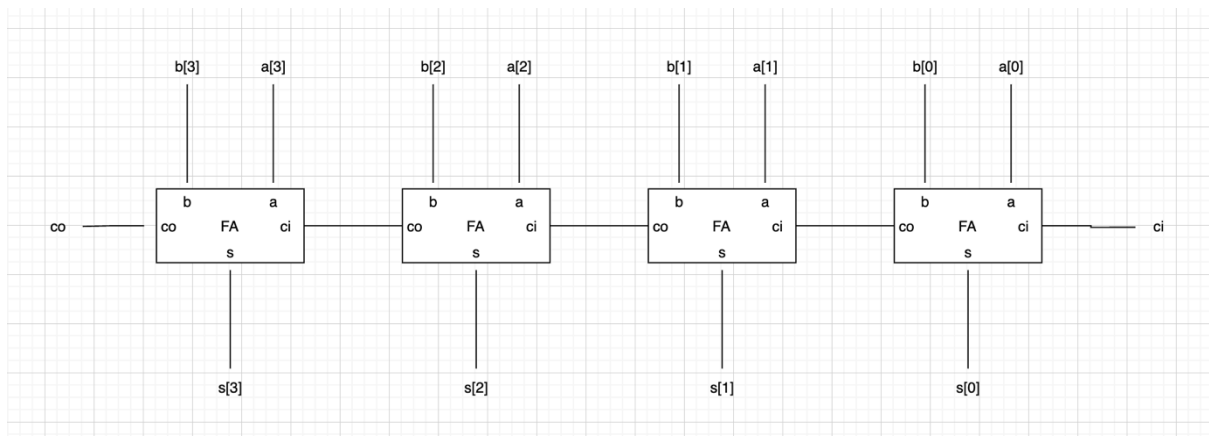 b[3] a[3] b[2] a[2] b[1] a[1] b[0] a[0]
b a b a b a b a
co co FA ci co FA ci co FA ci co FA ci ci
s s s s
s[3] s[2] s[1] s[0]